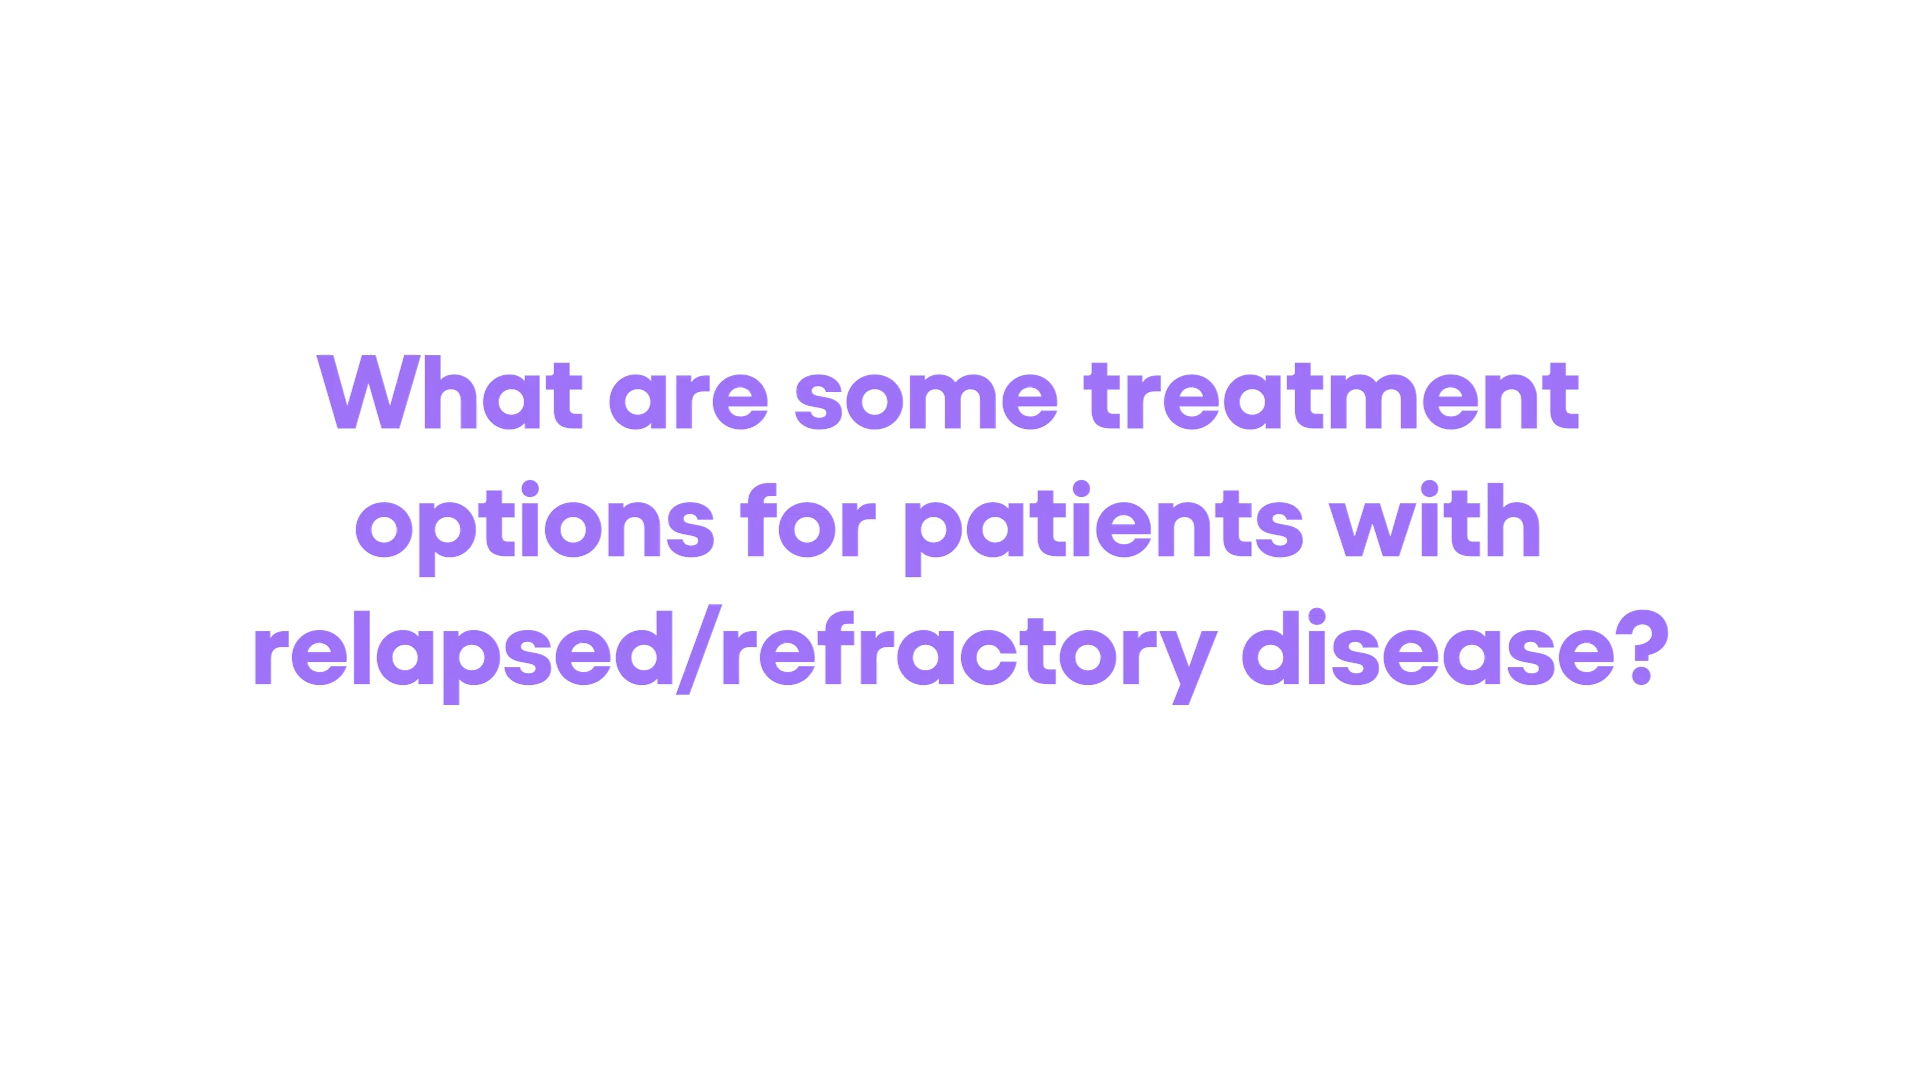 What are some treatment
options for patients with
relapsed/refractory disease?